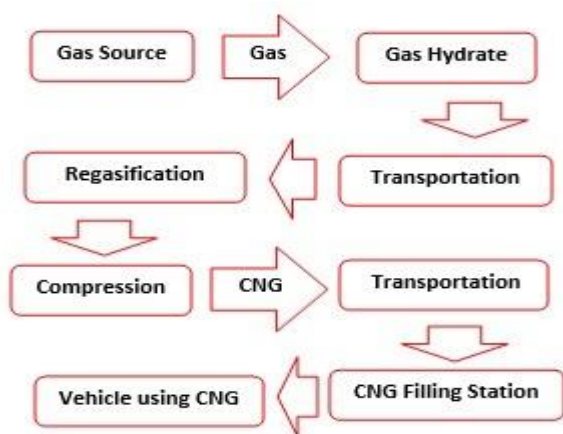 Gas Source
Gas
Gas Hydrate
Transportation
Regasification
Compression
CNG
Transportation
CNG Filling Station
Vehicle using CNG